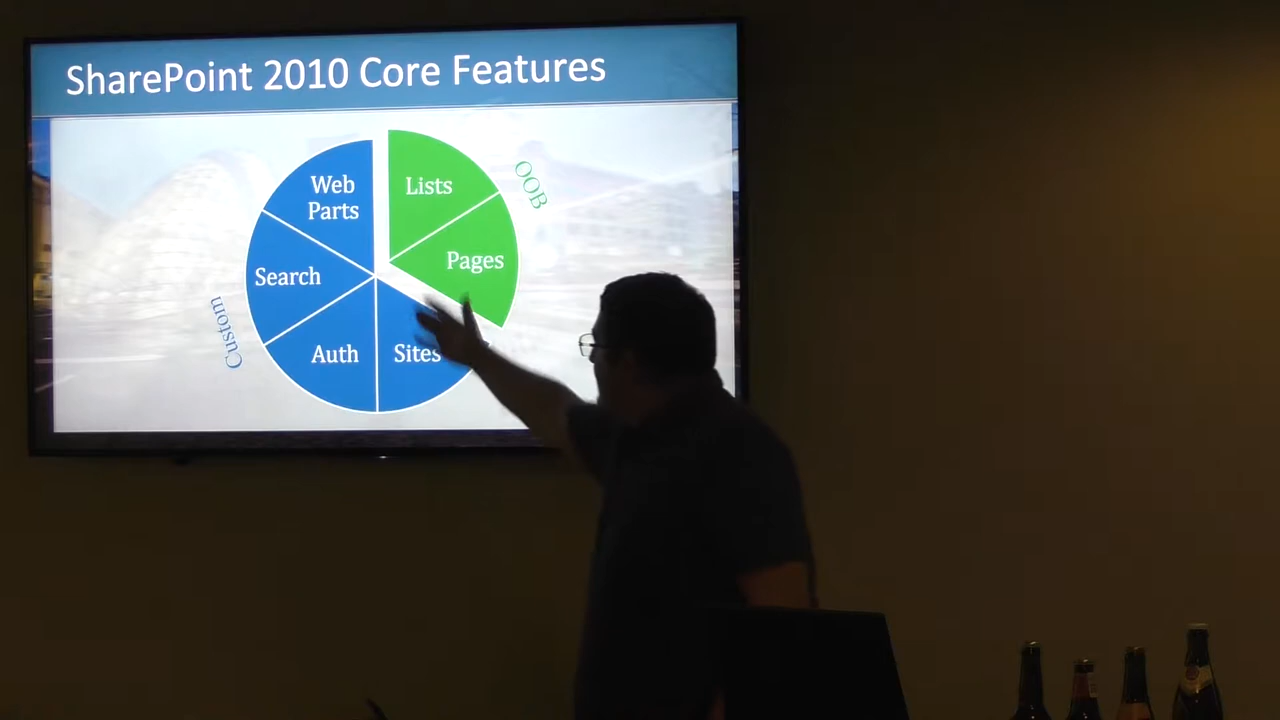 SharePoint 2010 Core Features
Web
Parts
Lists
OOB
Search
Pages
Custom
Auth
Sites